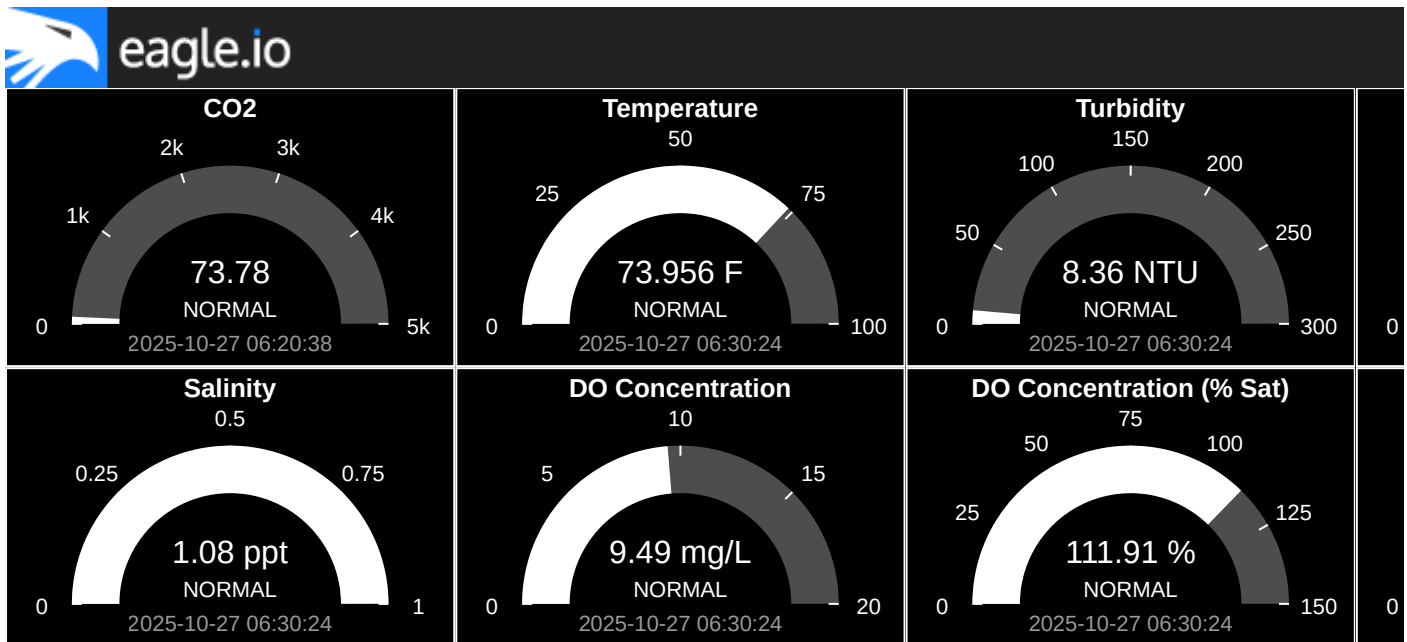 eagle.io
CO2
2k
3k
1k
4k
73.78
NORMAL
0
5k
2025-10-27 06:20:38
Temperature
50
25
75
73.956 F
NORMAL
0
100
2025-10-27 06:30:24
Turbidity
150
100
200
50
250
8.36 NTU
NORMAL
0
300
2025-10-27 06:30:24
0
Salinity
0.5
0.25
0.75
1.08 ppt
NORMAL
0
1
2025-10-27 06:30:24
DO Concentration
10
5
15
9.49 mg/L
NORMAL
0
20
2025-10-27 06:30:24
DO Concentration (% Sat)
75
50
100
25
125
111.91 %
NORMAL
0
150
2025-10-27 06:30:24
0